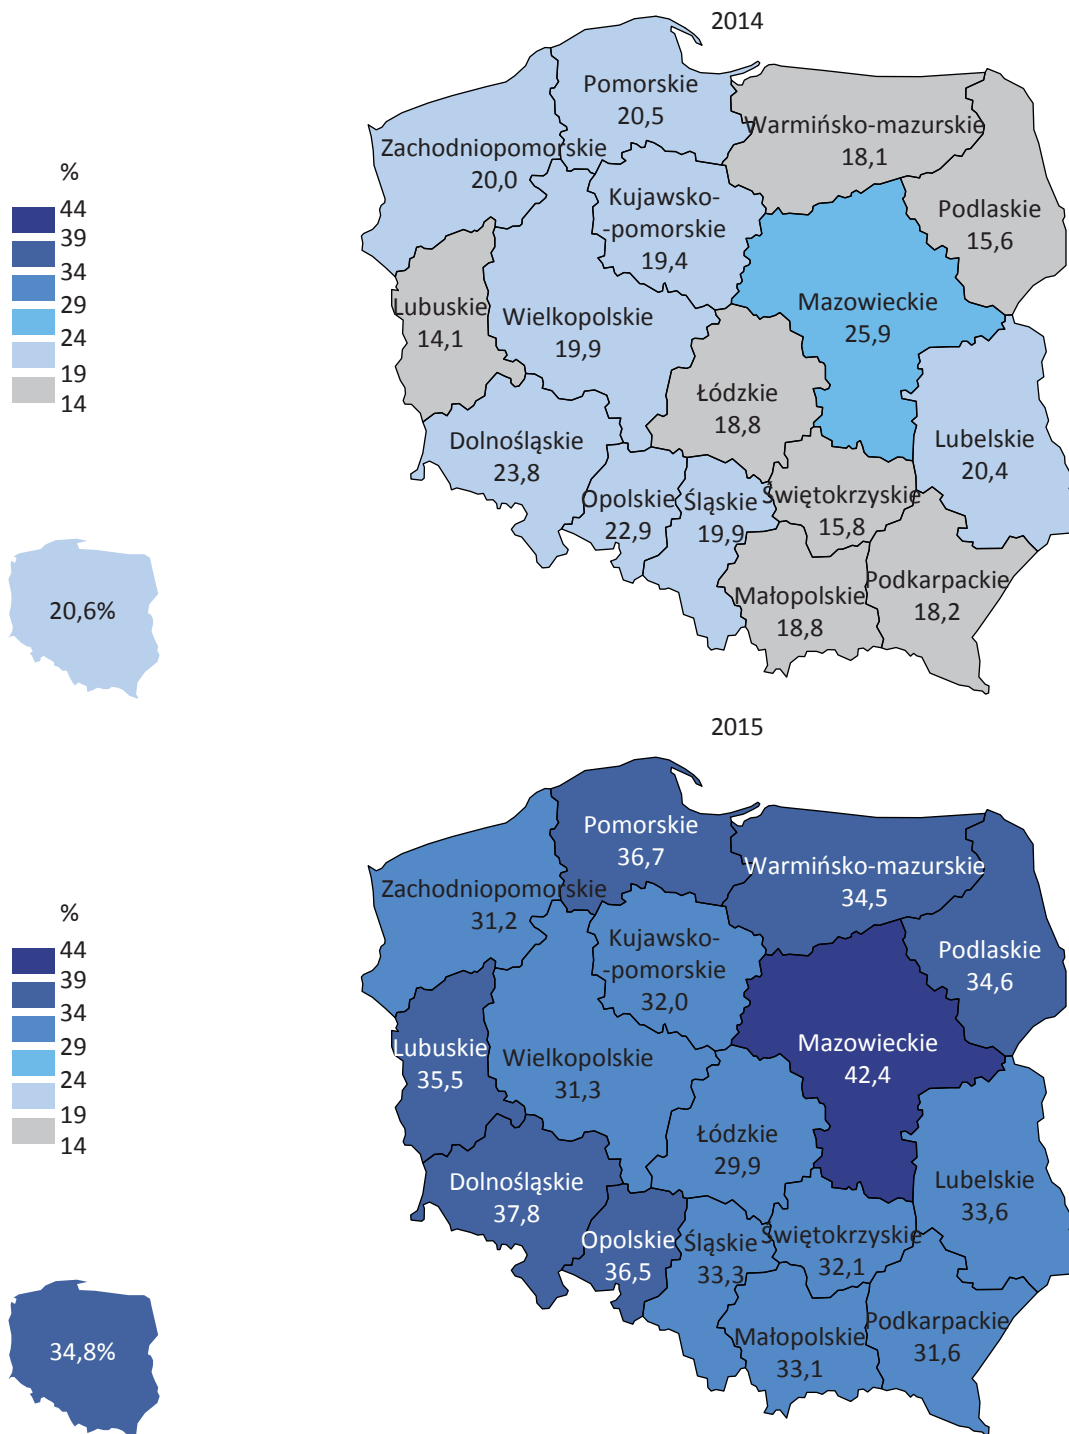 2014
Pomorskie
20,5
Warmińsko-mazurskie
18,1
Zachodniopomorskie
20,0
%
44
39
34
29
24
19
14
Kujawsko-
-pomorskie
19,4
Podlaskie
15,6
Lubuskie
14,1
Wielkopolskie
19,9
Mazowieckie
25,9
Łódzkie
18,8
Dolnośląskie
23,8
Lubelskie
20,4
Opolskie
22,9
Śląskie
19,9
Świętokrzyskie
15,8
Małopolskie
18,8
Podkarpackie
18,2
20,6%
2015
Pomorskie
36,7
Warmińsko-mazurskie
34,5
Zachodniopomorskie
31,2
%
44
39
34
29
24
19
14
Kujawsko-
-pomorskie
32,0
Podlaskie
34,6
Lubuskie
35,5
Wielkopolskie
31,3
Mazowieckie
42,4
Łódzkie
29,9
Dolnośląskie
37,8
Lubelskie
33,6
Opolskie
36,5
Śląskie
33,3
Świętokrzyskie
32,1
Małopolskie
33,1
Podkarpackie
31,6
34,8%